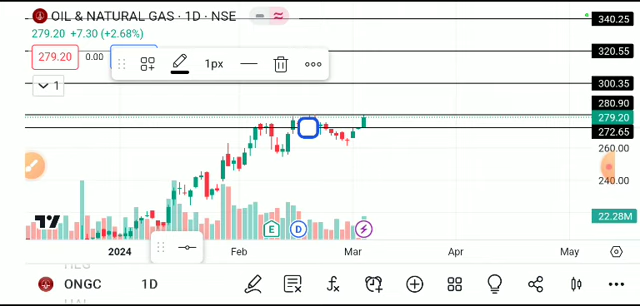 OIL & NATURAL GAS · 1D · NSE
279.20 +7.30 (+2.68%)
279.20 0.00
1px
1
340.25
320.55
300.35
280.90
279.20
272.65
260.00
240.00
22.28M
E D
2024 Feb Mar Apr May
ONGC 1D